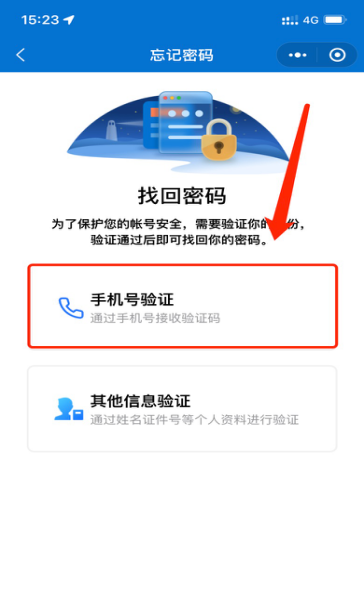 15:23 4G
忘记密码
找回密码
为了保护您的帐号安全，需要验证你的份，
验证通过后即可找回你的密码。
手机号验证
通过手机号接收验证码
其他信息验证
通过姓名证件号等个人资料进行验证